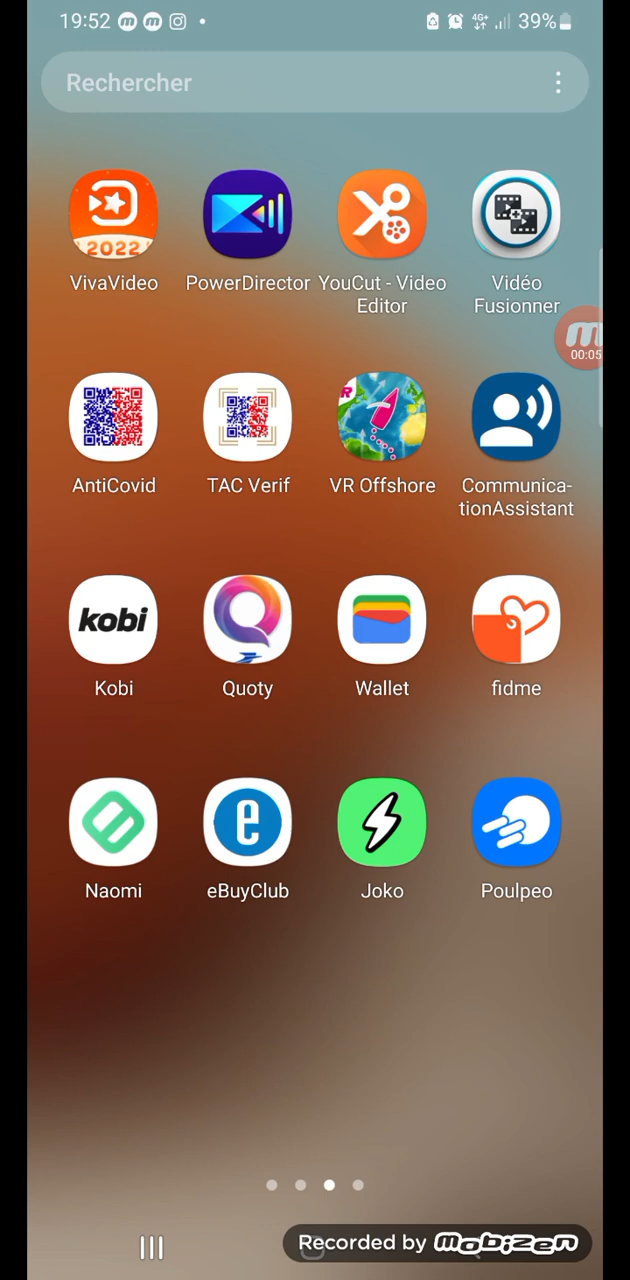 19:52
4G+
39%
Rechercher
2022
VivaVideo
PowerDirector
YouCut - Video
Editor
Vidéo
Fusionner
00:05
R
AntiCovid
TAC Verif
VR Offshore
Communica-
tionAssistant
kobi
Kobi
Quoty
Wallet
fidme
Naomi
e
eBuyClub
Joko
Poulpeo
Recorded by Mobizen